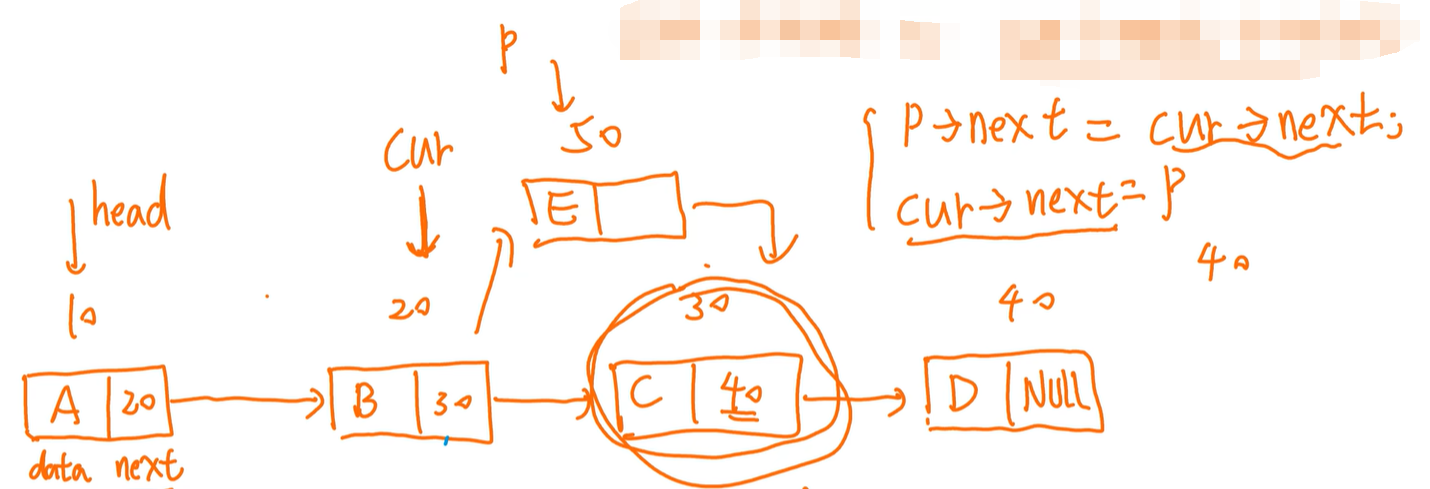 p
50
cur
head
E
P→next = cur→next;
cur→next = P
40
10
20
30
40
A 20
B 30
C 40
D NULL
data next